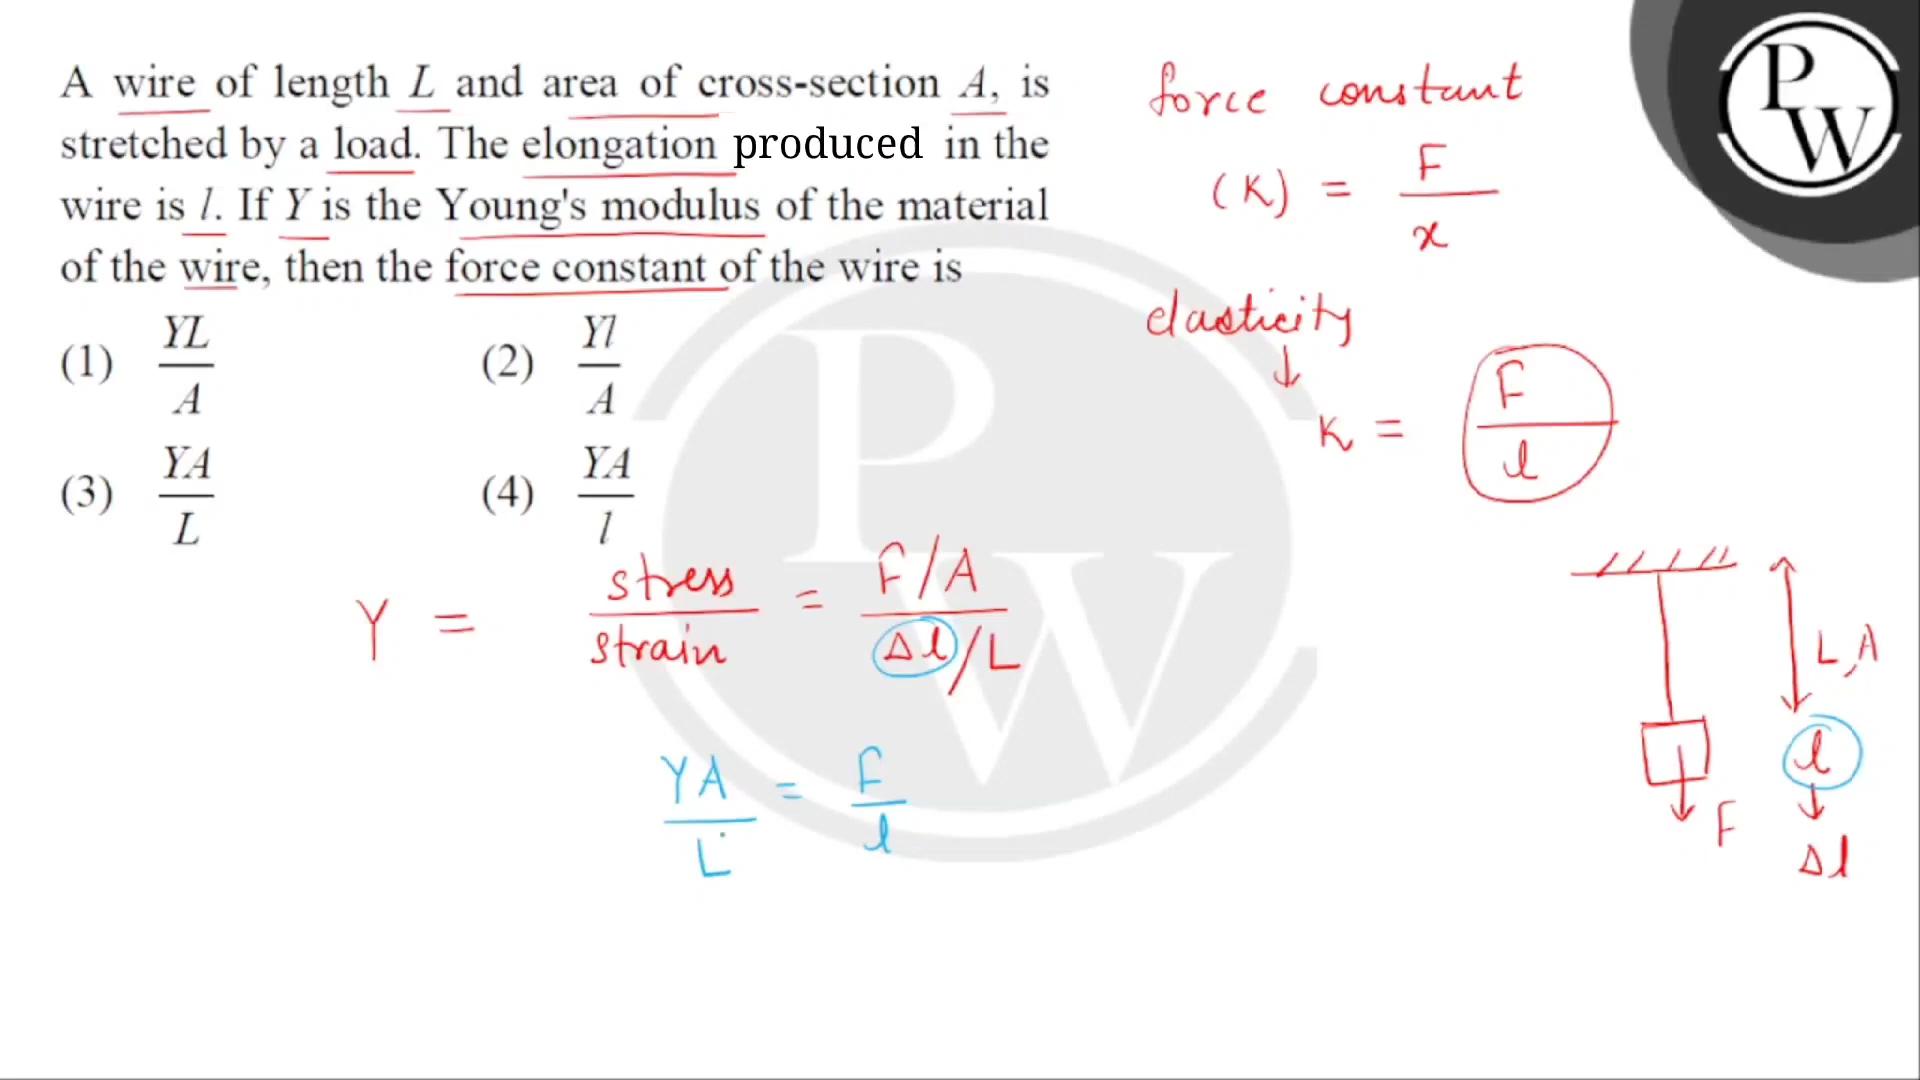 A wire of length L and area of cross-section A, is
stretched by a load. The elongation produced in the
wire is l. If Y is the Young's modulus of the material
of the wire, then the force constant of the wire is
(1) YL/A (2) Yl/A
(3) YA/L (4) YA/l
force constant
(K) = F/x
elasticity
↓
K = F/l
Y = stress/strain = F/A / Δl/L
YA/L = F/l
L, A
l
↓
F
Δl
PW
PW